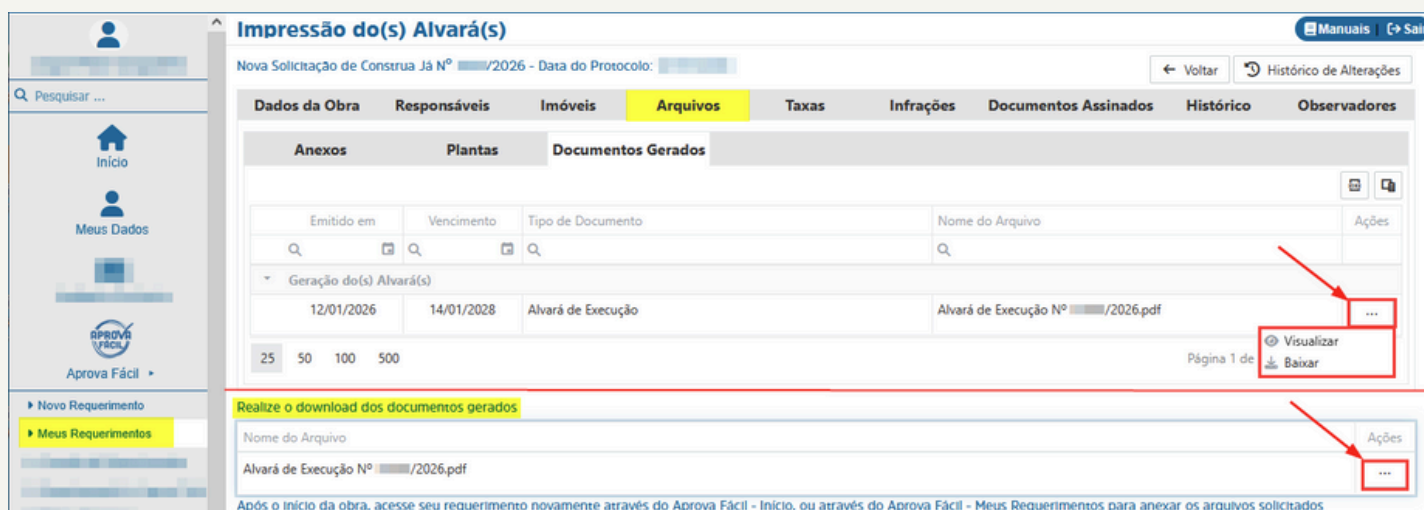 Impressão do(s) Alvará(s)
Manuais | Sair
Nova Solicitação de Construa Já Nº /2026 - Data do Protocolo:
← Voltar
Histórico de Alterações
Pesquisar ...
Início
Meus Dados
APROVA FÁCIL
Aprova Fácil
Novo Requerimento
Meus Requerimentos
Dados da Obra Responsáveis Imóveis Arquivos Taxas Infrações Documentos Assinados Histórico Observadores
Anexos Plantas Documentos Gerados
Emitido em Vencimento Tipo de Documento Nome do Arquivo Ações
Geração do(s) Alvará(s)
12/01/2026 14/01/2028 Alvará de Execução Alvará de Execução Nº /2026.pdf ...
Visualizar
Baixar
25 50 100 500 Página 1 de
Realize o download dos documentos gerados
Nome do Arquivo Ações
Alvará de Execução Nº /2026.pdf ...
Após o início da obra, acesse seu requerimento novamente através do Aprova Fácil - Início, ou através do Aprova Fácil - Meus Requerimentos para anexar os arquivos solicitados